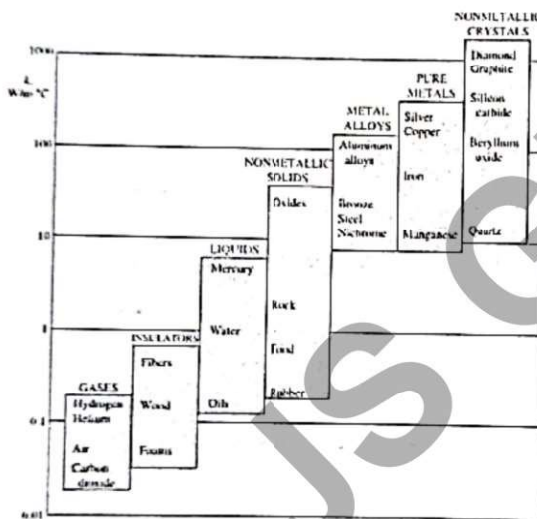 NONMETALLIC
CRYSTALS
1000
Diamond
Graphite
PURE
METALS
k,
W/m·°C
METAL
ALLOYS
Silicon
carbide
Silver
Copper
100
Aluminum
alloys
Beryllium
oxide
NONMETALLIC
SOLIDS
Iron
Oxides
Bronze
Steel
Nichrome
Manganese
Quartz
10
LIQUIDS
Mercury
Rock
1
Water
INSULATORS
Fibers
Food
GASES
Rubber
Hydrogen
Helium
Wood
Oils
0.1
Air
Foams
Carbon
dioxide
0.01
JS G